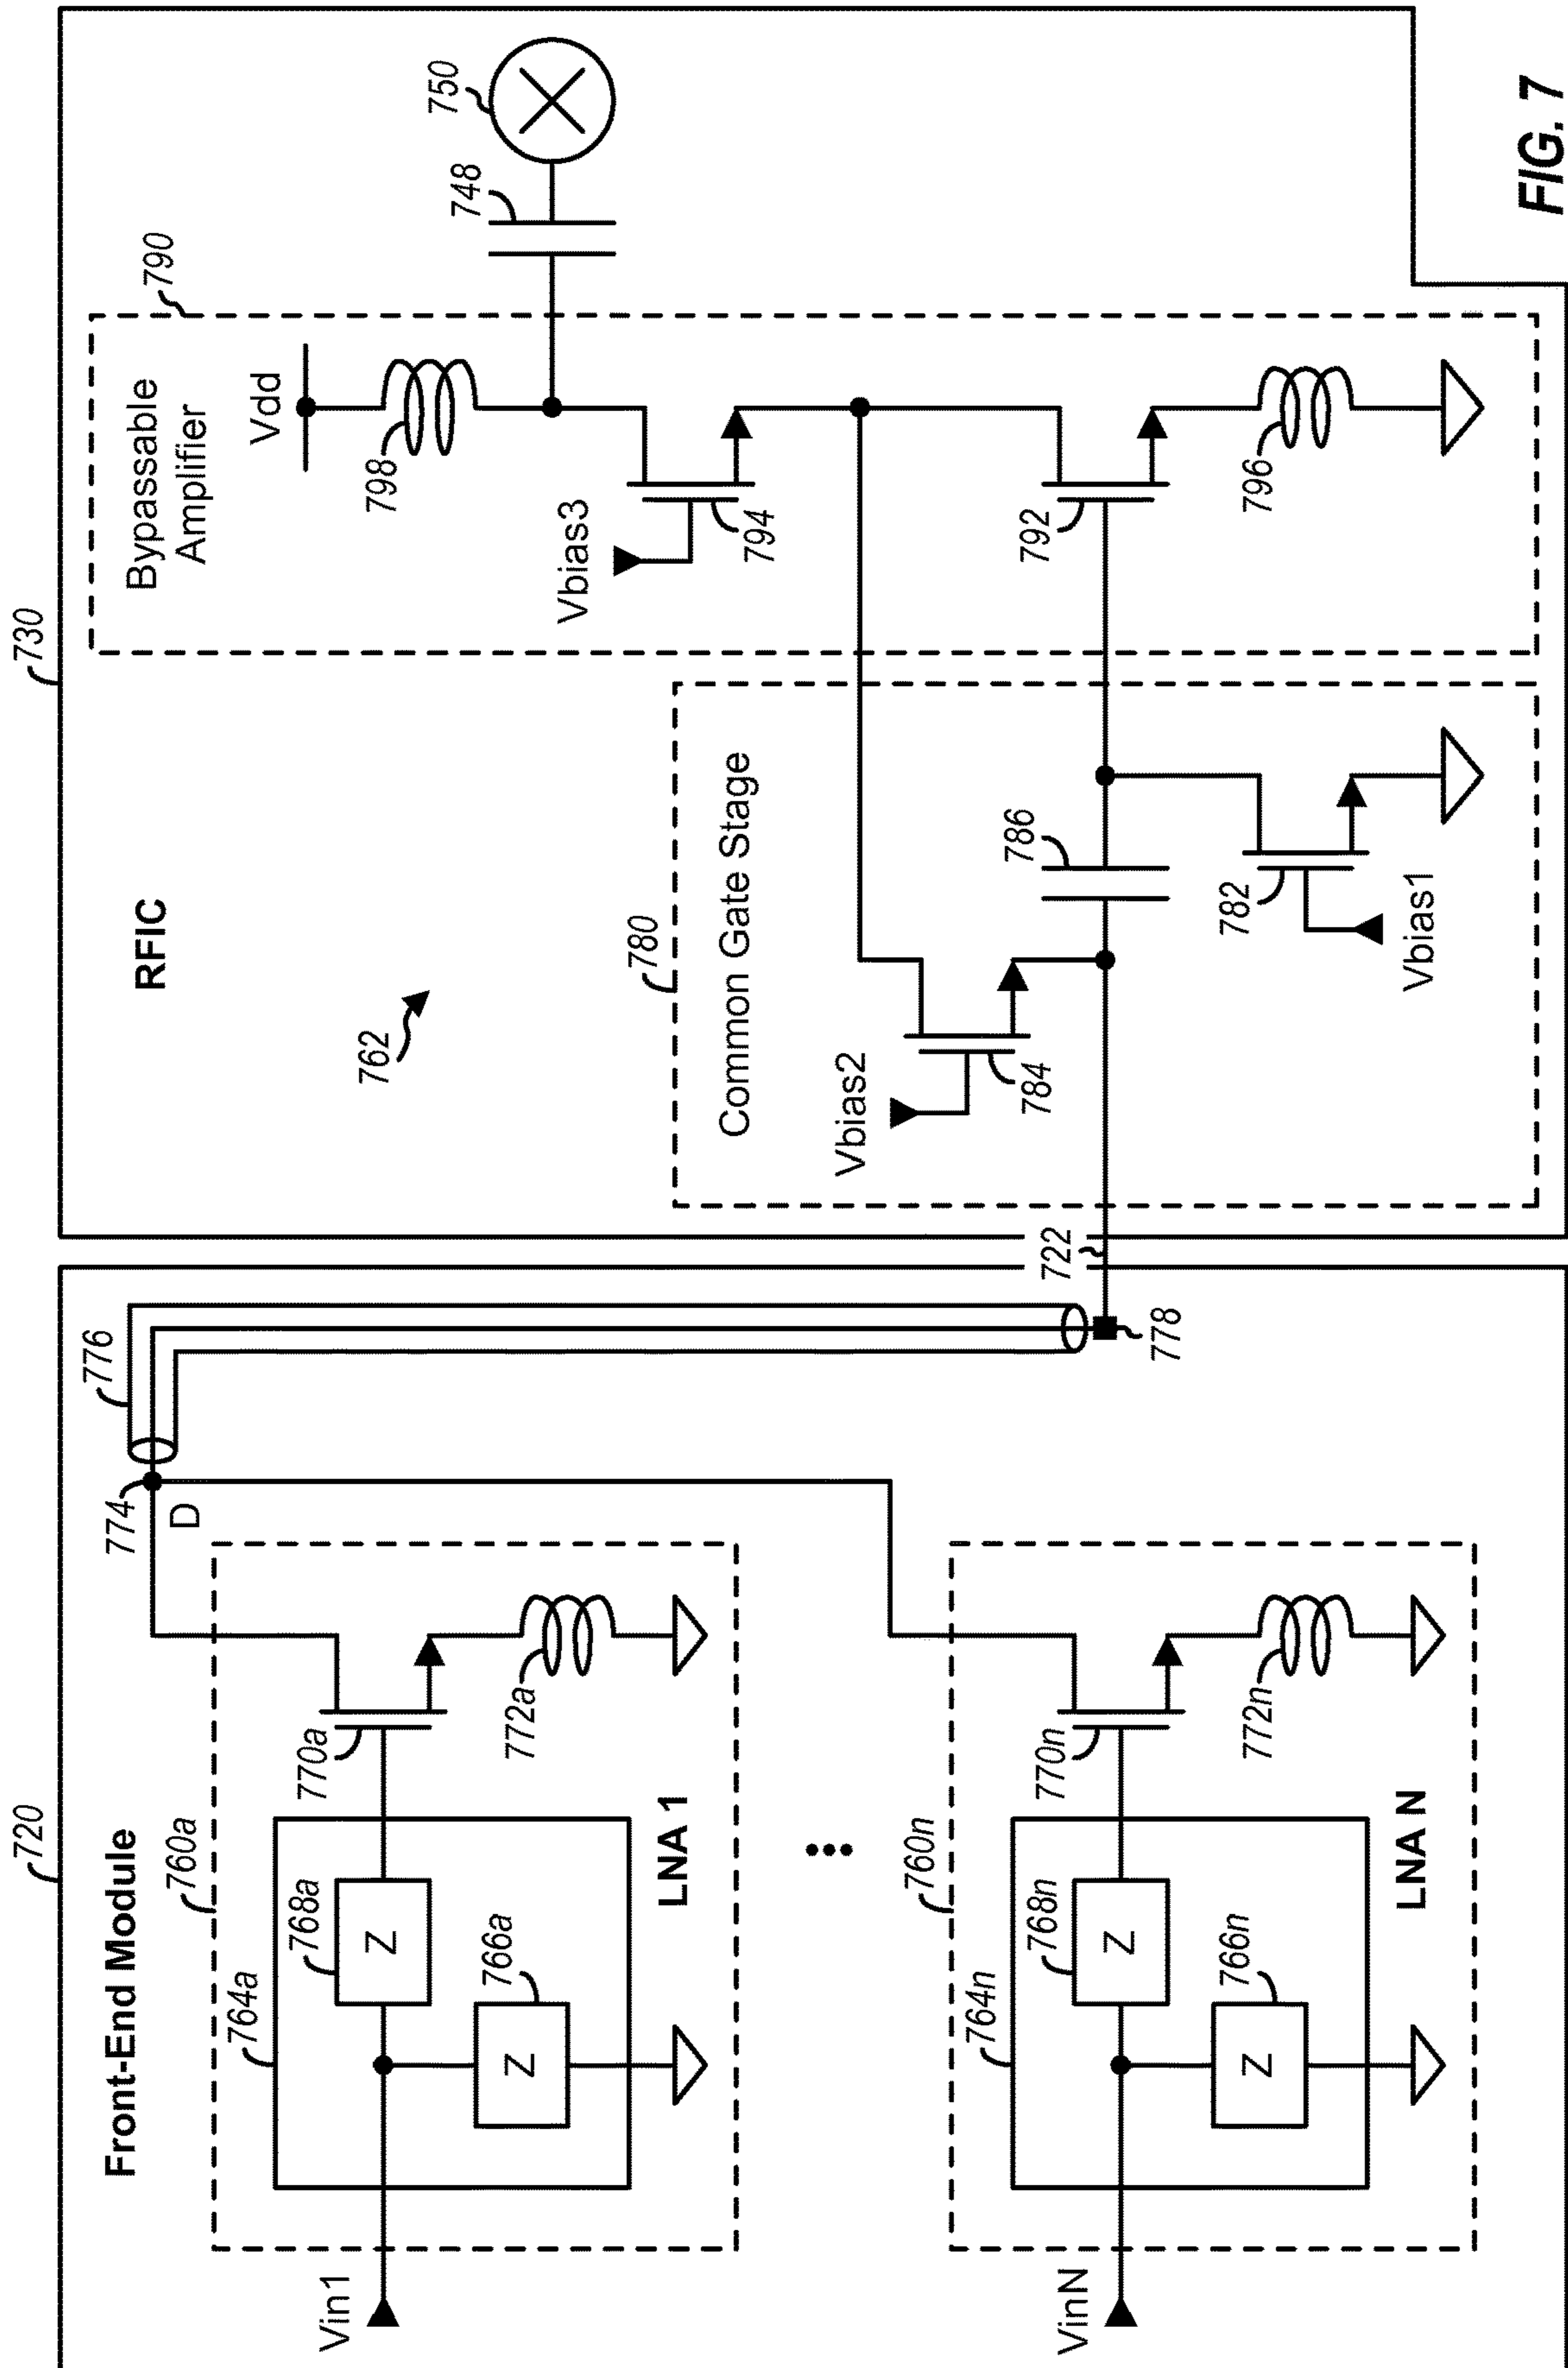 720
Front-End Module
760a
764a
768a
Z
766a
Z
Vin1
770a
772a
LNA 1
774
D
776
760n
764n
768n
Z
766n
Z
VinN
770n
772n
LNA N
778
722
730
RFIC
762
780
Common Gate Stage
Vbias2
784
786
782
Vbias1
790
Bypassable
Amplifier
Vdd
798
Vbias3
794
792
796
748
750
FIG. 7